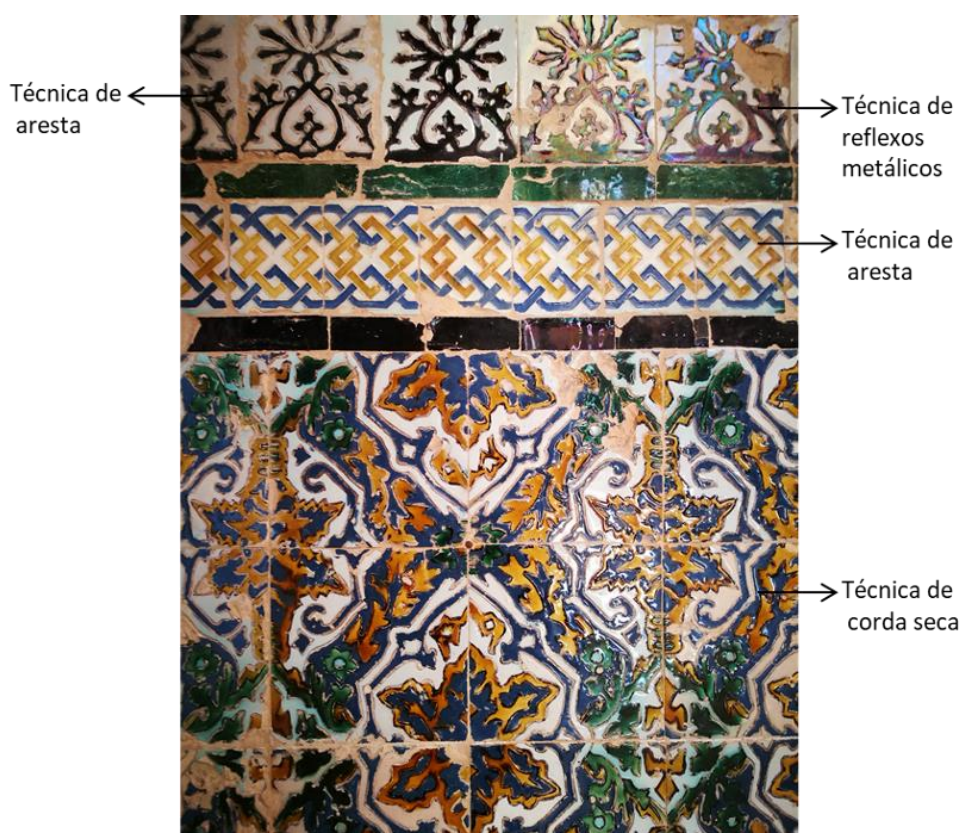 Técnica de
aresta
Técnica de
reflexos
metálicos
Técnica de
aresta
Técnica de
corda seca